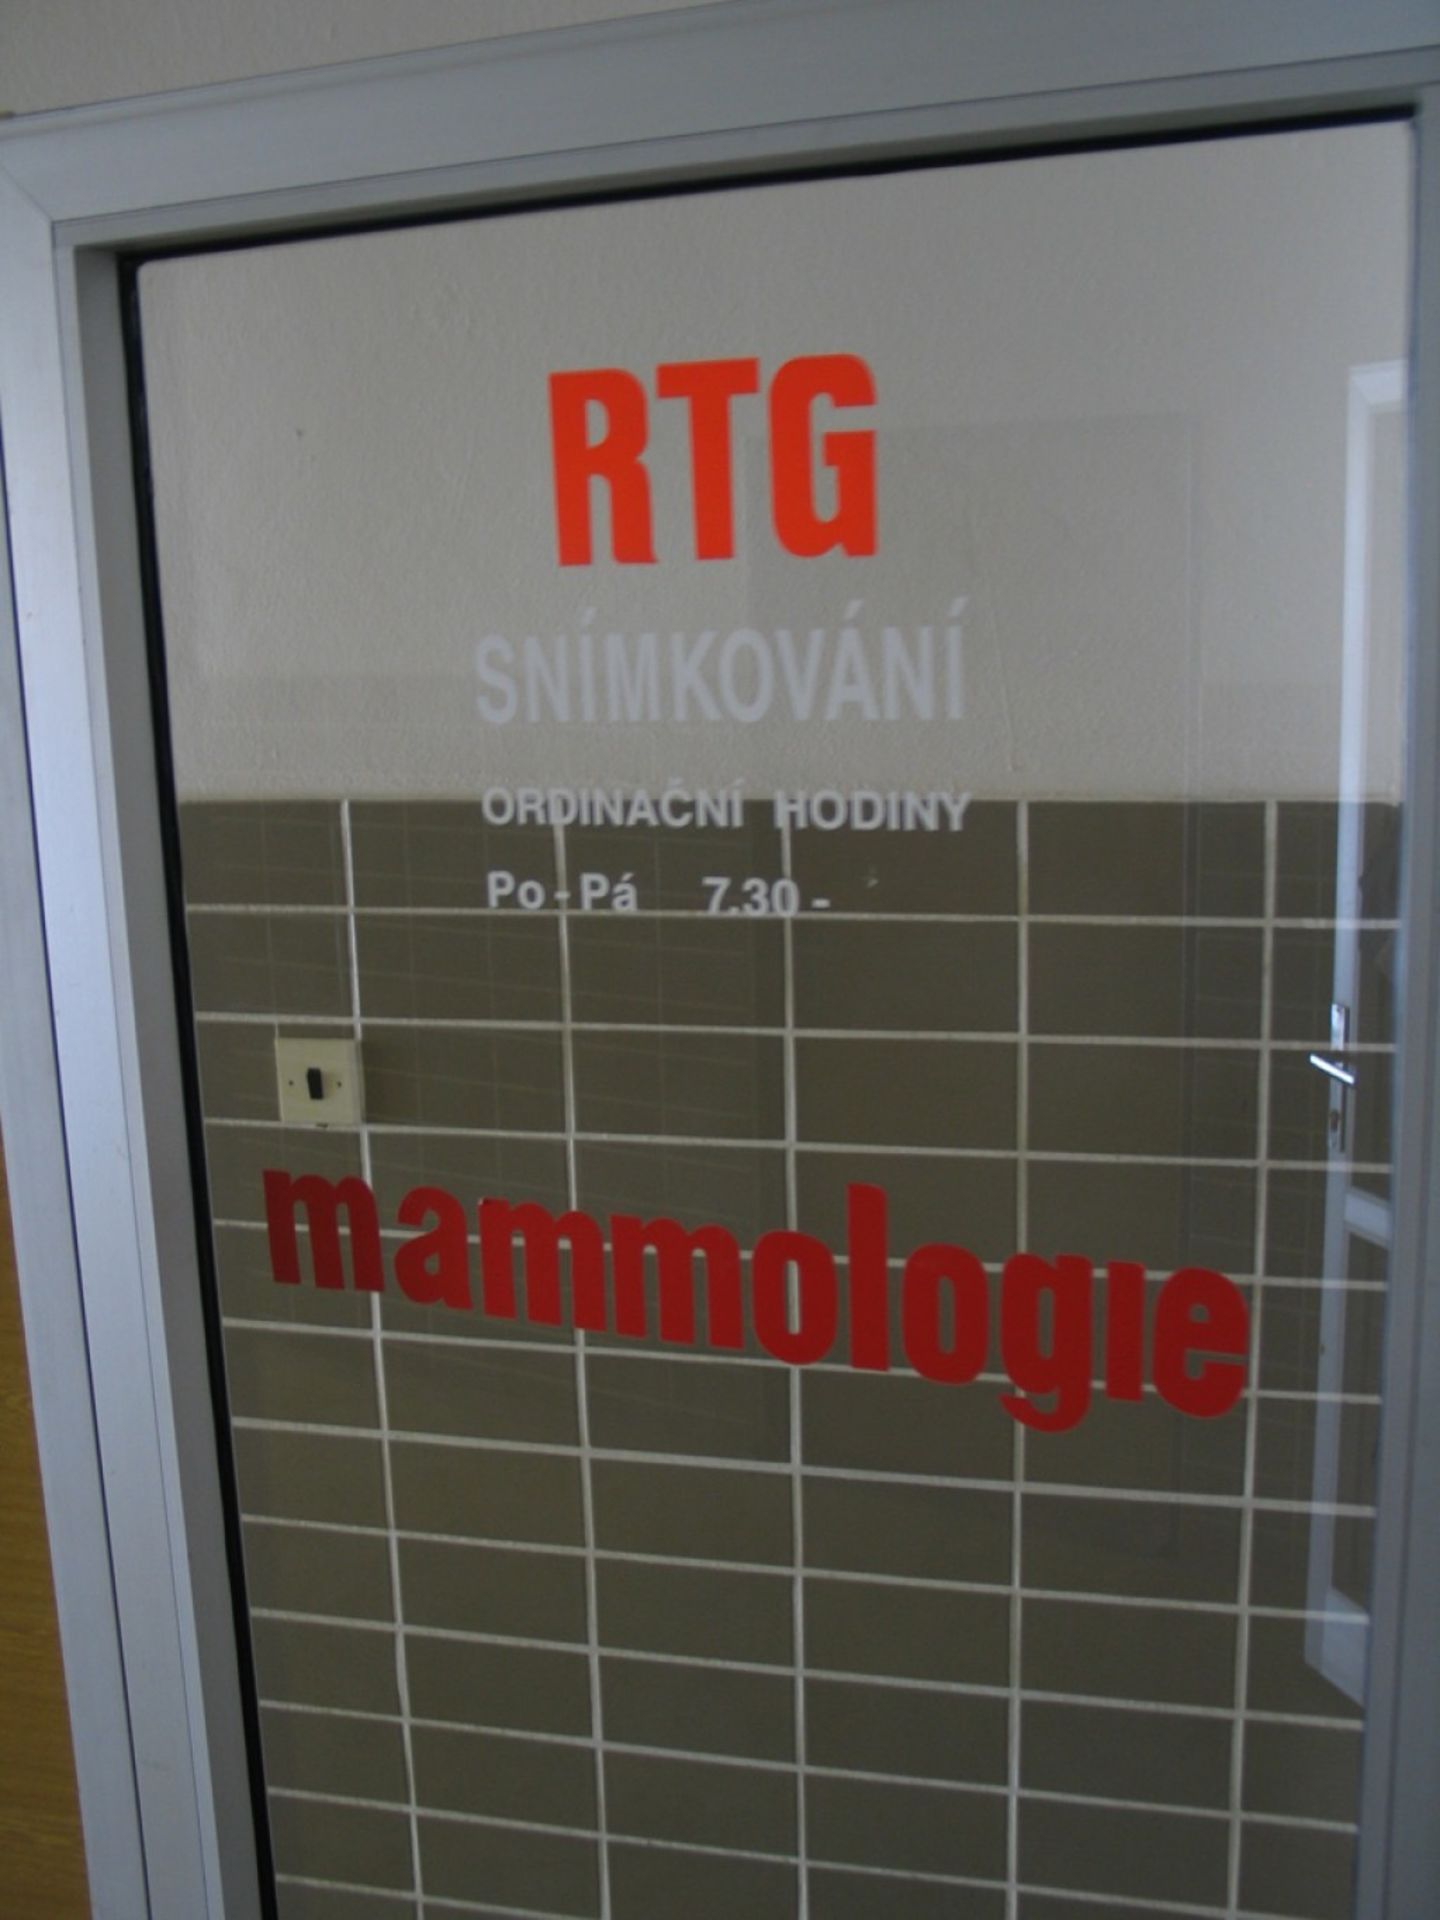 RTG
SNÍMKOVÁNÍ
ORDINAČNÍ HODINY
Po - Pá 7.30 -
mammologie